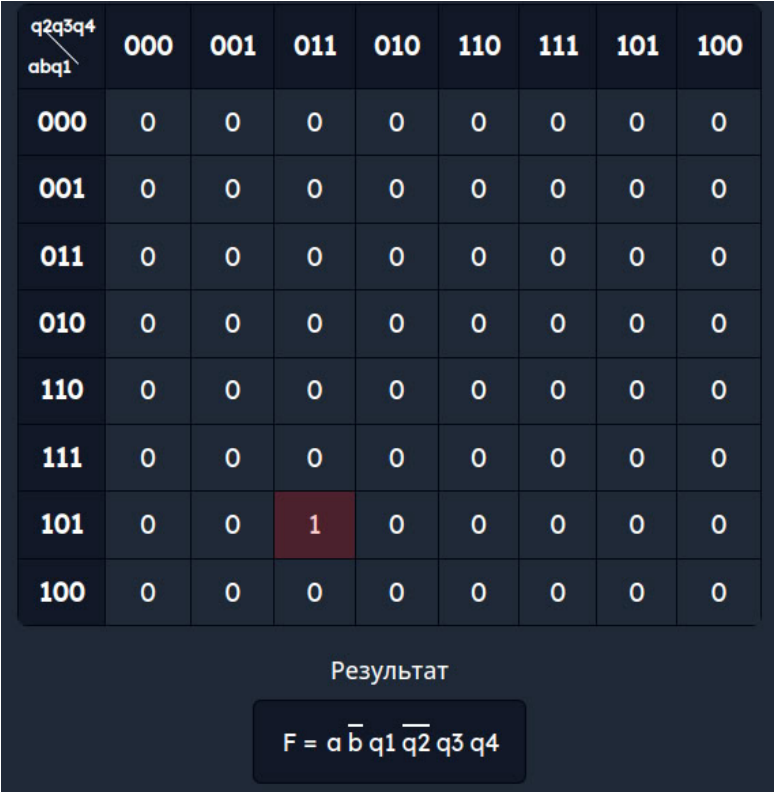 q2q3q4
abq1 000 001 011 010 110 111 101 100
000 0 0 0 0 0 0 0 0
001 0 0 0 0 0 0 0 0
011 0 0 0 0 0 0 0 0
010 0 0 0 0 0 0 0 0
110 0 0 0 0 0 0 0 0
111 0 0 0 0 0 0 0 0
101 0 0 1 0 0 0 0 0
100 0 0 0 0 0 0 0 0
Результат
F = a b̅ q1 q̅2̅ q3 q4